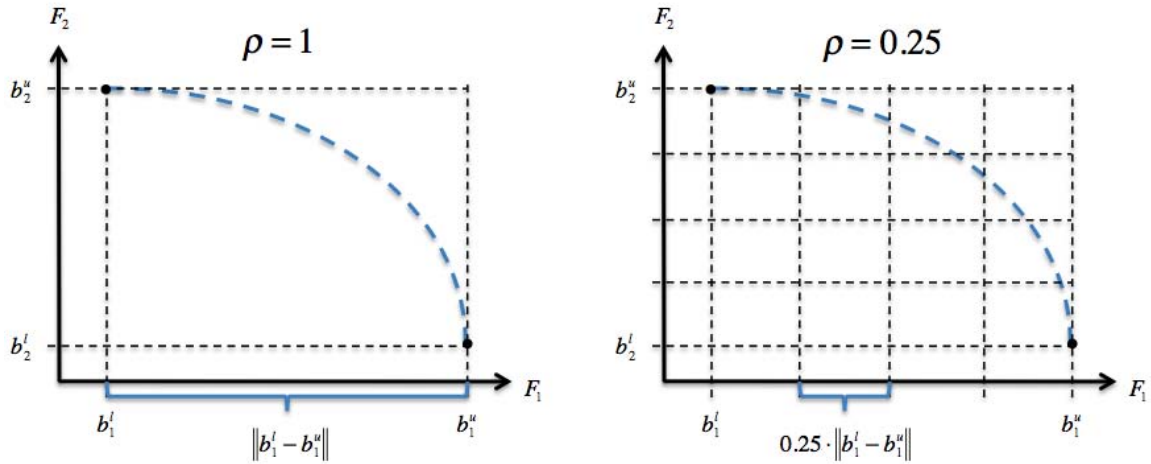 F₂
ρ = 1
b₂ᵘ
b₂ˡ
F₁
b₁ˡ
b₁ᵘ
‖b₁ˡ − b₁ᵘ‖
F₂
ρ = 0.25
b₂ᵘ
b₂ˡ
F₁
b₁ˡ
b₁ᵘ
0.25 · ‖b₁ˡ − b₁ᵘ‖